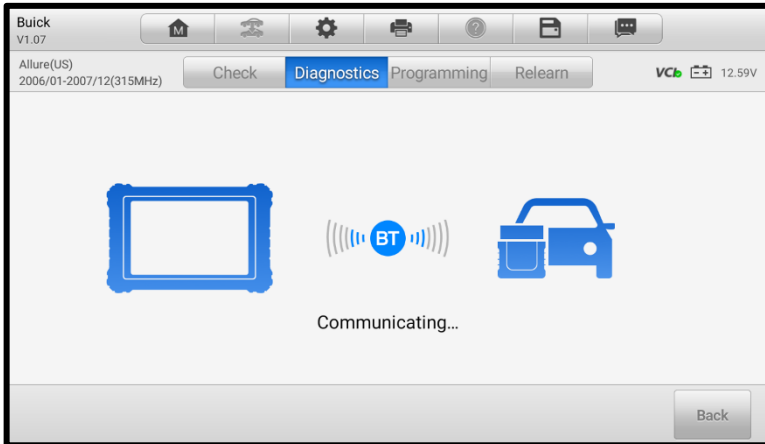 Buick
V1.07
M
?
Allure(US)
2006/01-2007/12(315MHz)
Check
Diagnostics
Programming
Relearn
VCI
12.59V
BT
Communicating...
Back